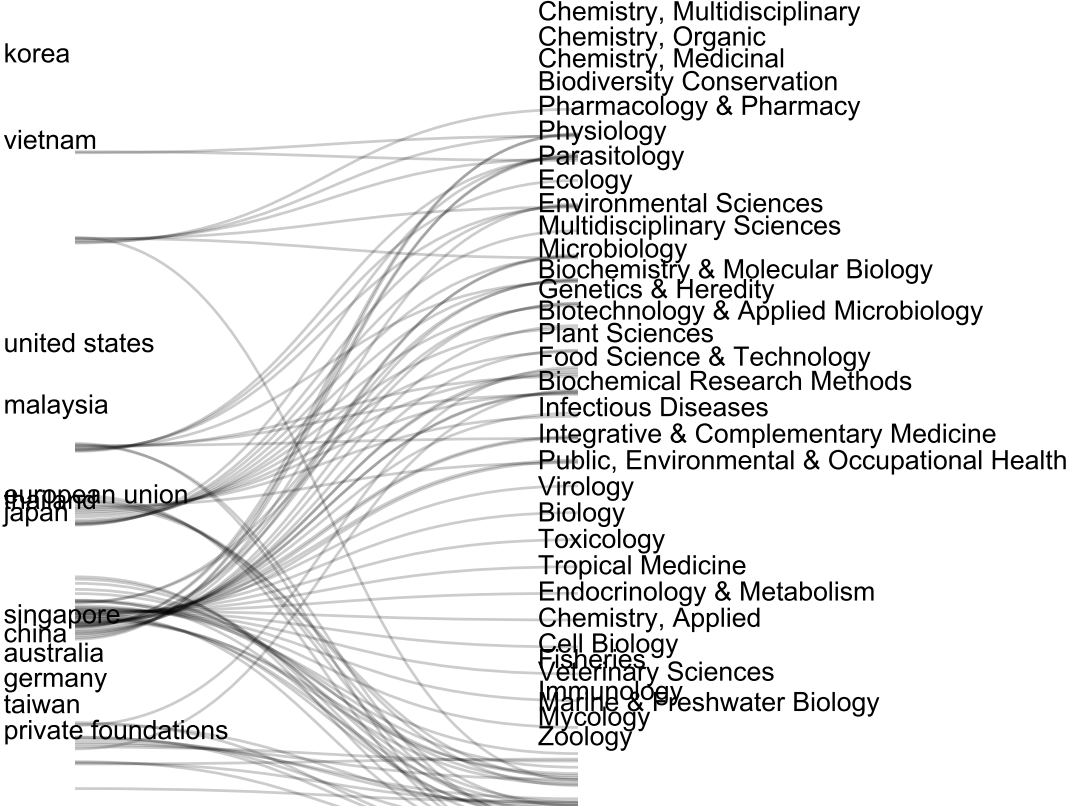 korea
vietnam
united states
malaysia
european union
thailand
japan
singapore
china
australia
germany
taiwan
private foundations
Chemistry, Multidisciplinary
Chemistry, Organic
Chemistry, Medicinal
Biodiversity Conservation
Pharmacology & Pharmacy
Physiology
Parasitology
Ecology
Environmental Sciences
Multidisciplinary Sciences
Microbiology
Biochemistry & Molecular Biology
Genetics & Heredity
Biotechnology & Applied Microbiology
Plant Sciences
Food Science & Technology
Biochemical Research Methods
Infectious Diseases
Integrative & Complementary Medicine
Public, Environmental & Occupational Health
Virology
Biology
Toxicology
Tropical Medicine
Endocrinology & Metabolism
Chemistry, Applied
Cell Biology
Fisheries
Veterinary Sciences
Immunology
Marine & Freshwater Biology
Mycology
Zoology